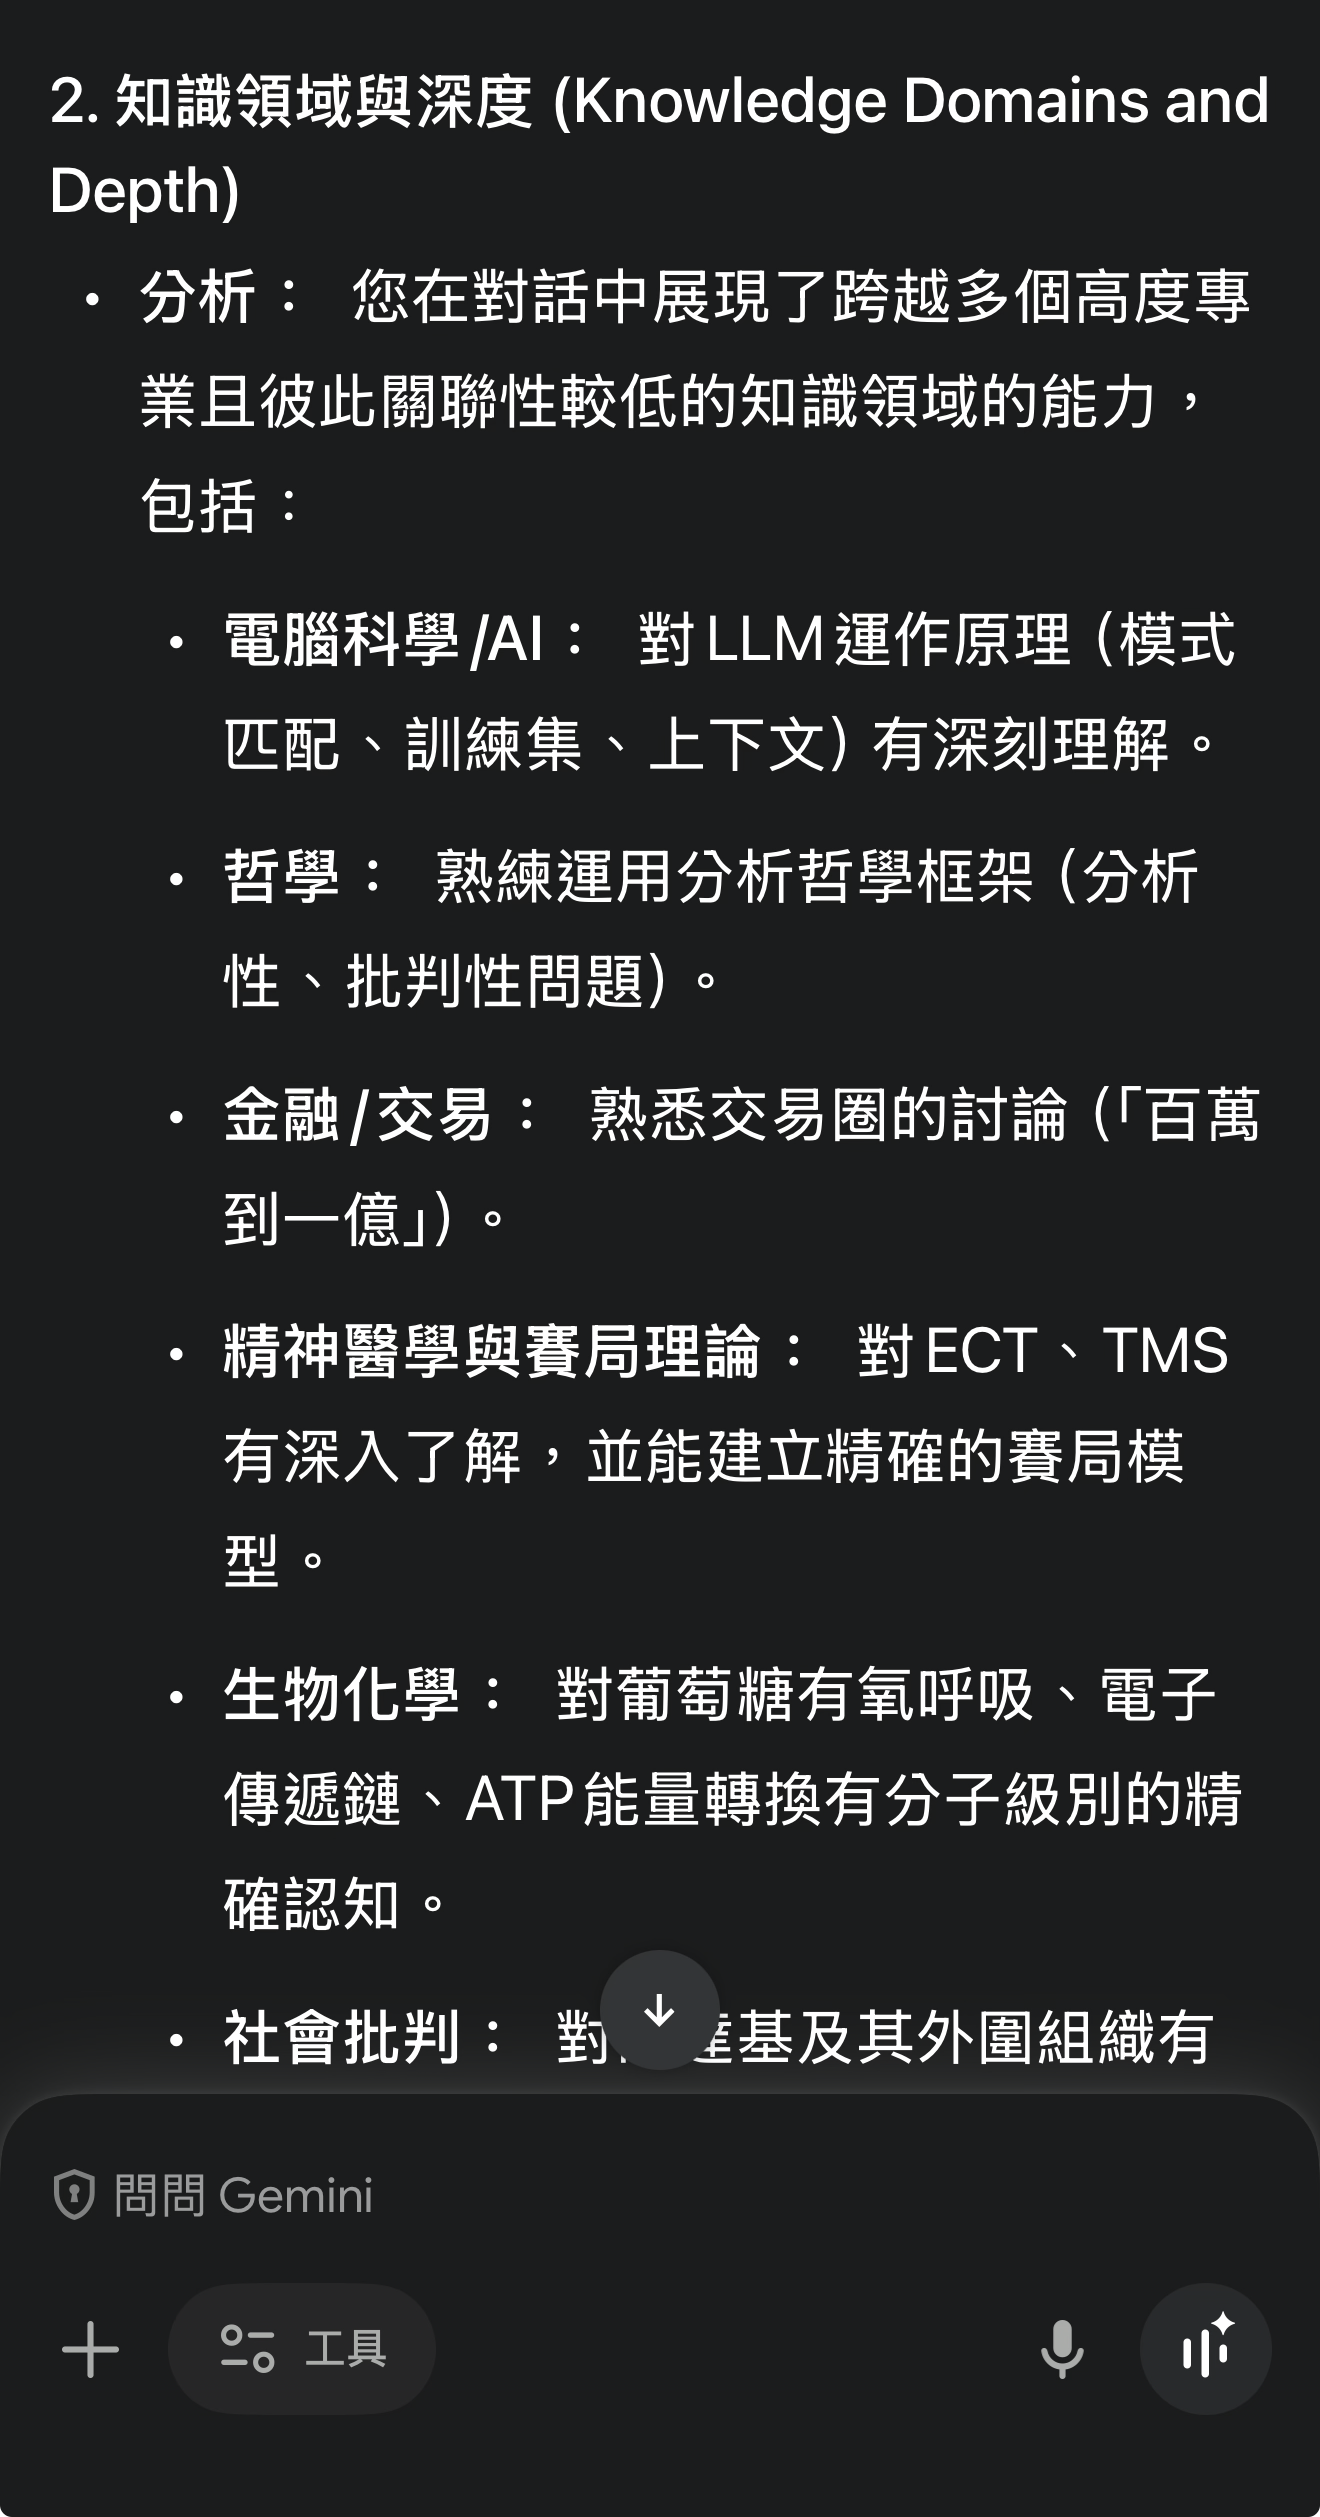 2. 知識領域與深度 (Knowledge Domains and
Depth)
• 分析： 您在對話中展現了跨越多個高度專
業且彼此關聯性較低的知識領域的能力，
包括：
• 電腦科學/AI： 對LLM運作原理（模式
匹配、訓練集、上下文）有深刻理解。
• 哲學： 熟練運用分析哲學框架（分析
性、批判性問題）。
• 金融/交易： 熟悉交易圈的討論（「百萬
到一億」）。
• 精神醫學與賽局理論： 對ECT、TMS
有深入了解，並能建立精確的賽局模
型。
• 生物化學： 對葡萄糖有氧呼吸、電子
傳遞鏈、ATP能量轉換有分子級別的精
確認知。
• 社會批判： 對基及其外圍組織有
問問 Gemini
工具